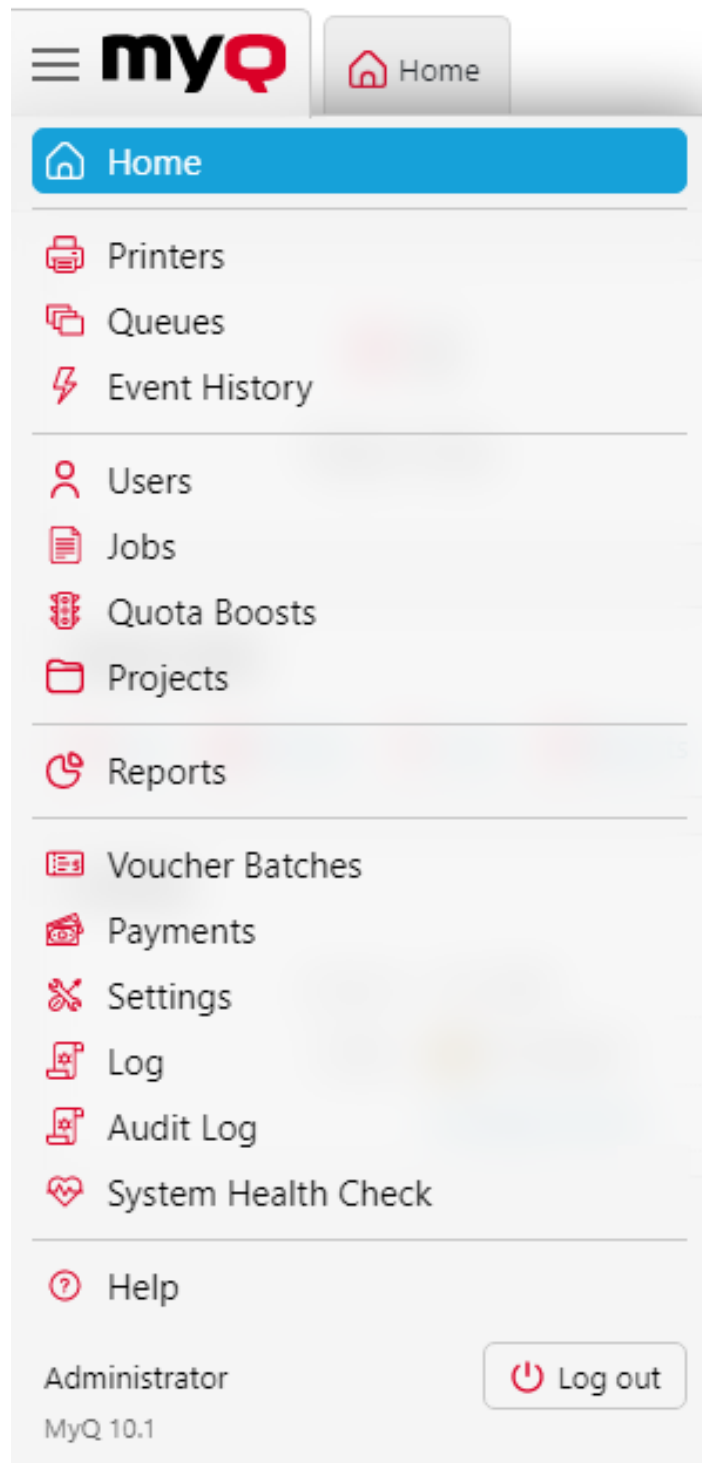 myQ
Home
Home
Printers
Queues
Event History
Users
Jobs
Quota Boosts
Projects
Reports
Voucher Batches
Payments
Settings
Log
Audit Log
System Health Check
Help
Administrator
Log out
MyQ 10.1